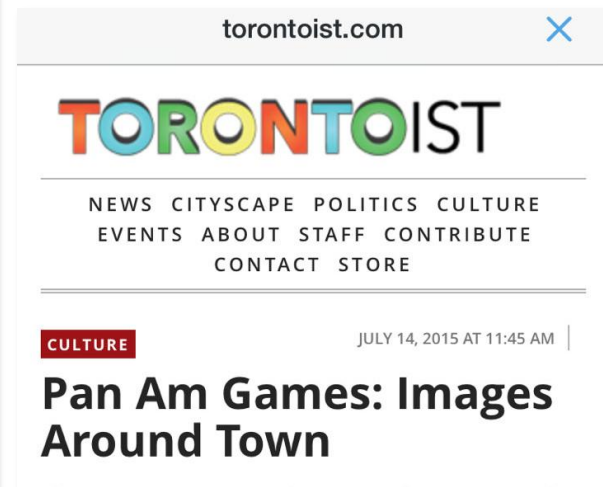 torontoist.com
TORONTOIST
NEWS CITYSCAPE POLITICS CULTURE
EVENTS ABOUT STAFF CONTRIBUTE
CONTACT STORE
CULTURE
JULY 14, 2015 AT 11:45 AM
Pan Am Games: Images
Around Town